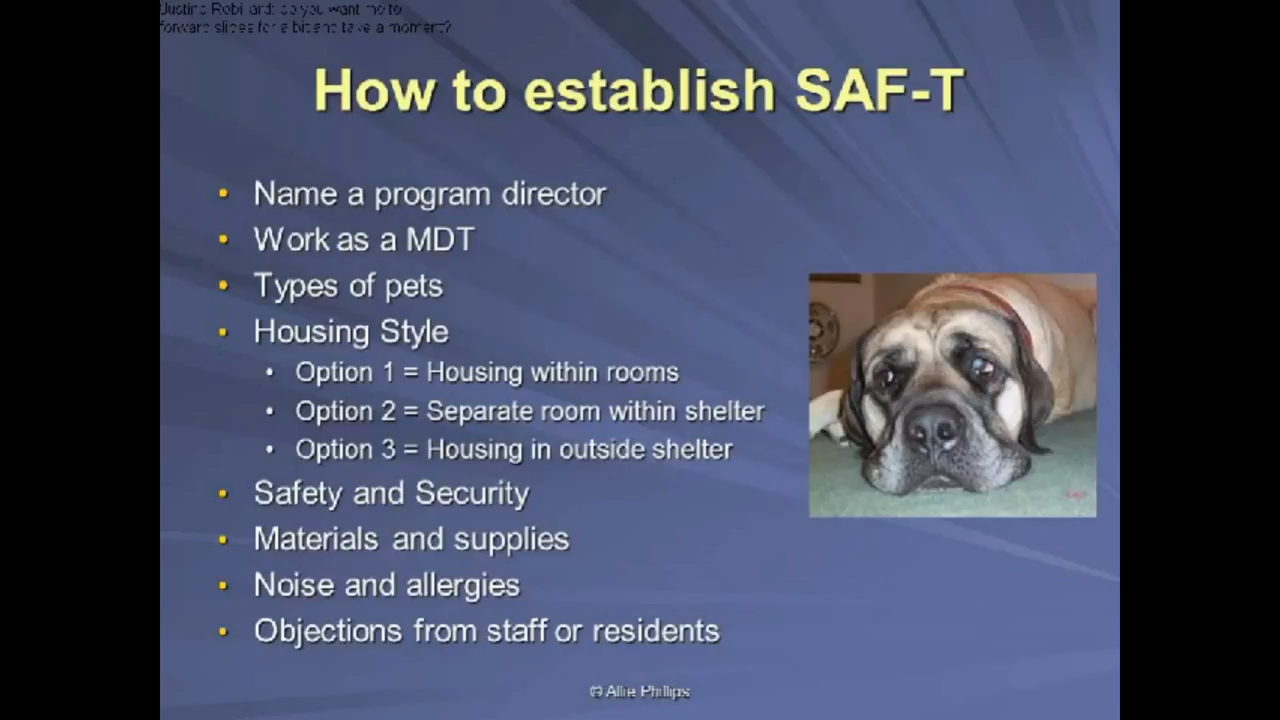 Justine Robillard: do you want me to
forward slides for a bit and take a moment?
How to establish SAF-T
• Name a program director
• Work as a MDT
• Types of pets
• Housing Style
• Option 1 = Housing within rooms
• Option 2 = Separate room within shelter
• Option 3 = Housing in outside shelter
• Safety and Security
• Materials and supplies
• Noise and allergies
• Objections from staff or residents
© Allie Phillips